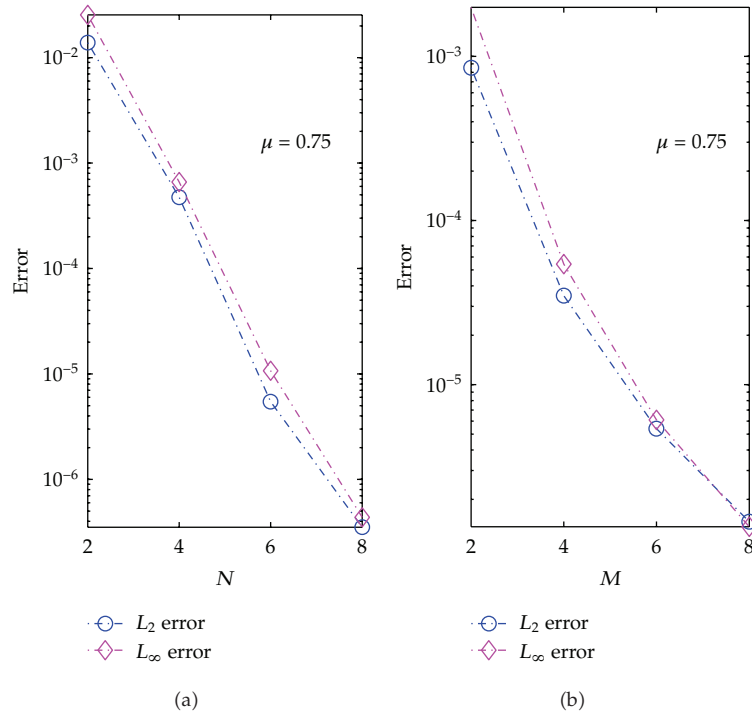 10⁻²
10⁻³
10⁻⁴
10⁻⁵
10⁻⁶
Error
μ = 0.75
2 4 6 8
N
L₂ error
L∞ error
(a)
10⁻³
10⁻⁴
10⁻⁵
Error
μ = 0.75
2 4 6 8
M
L₂ error
L∞ error
(b)